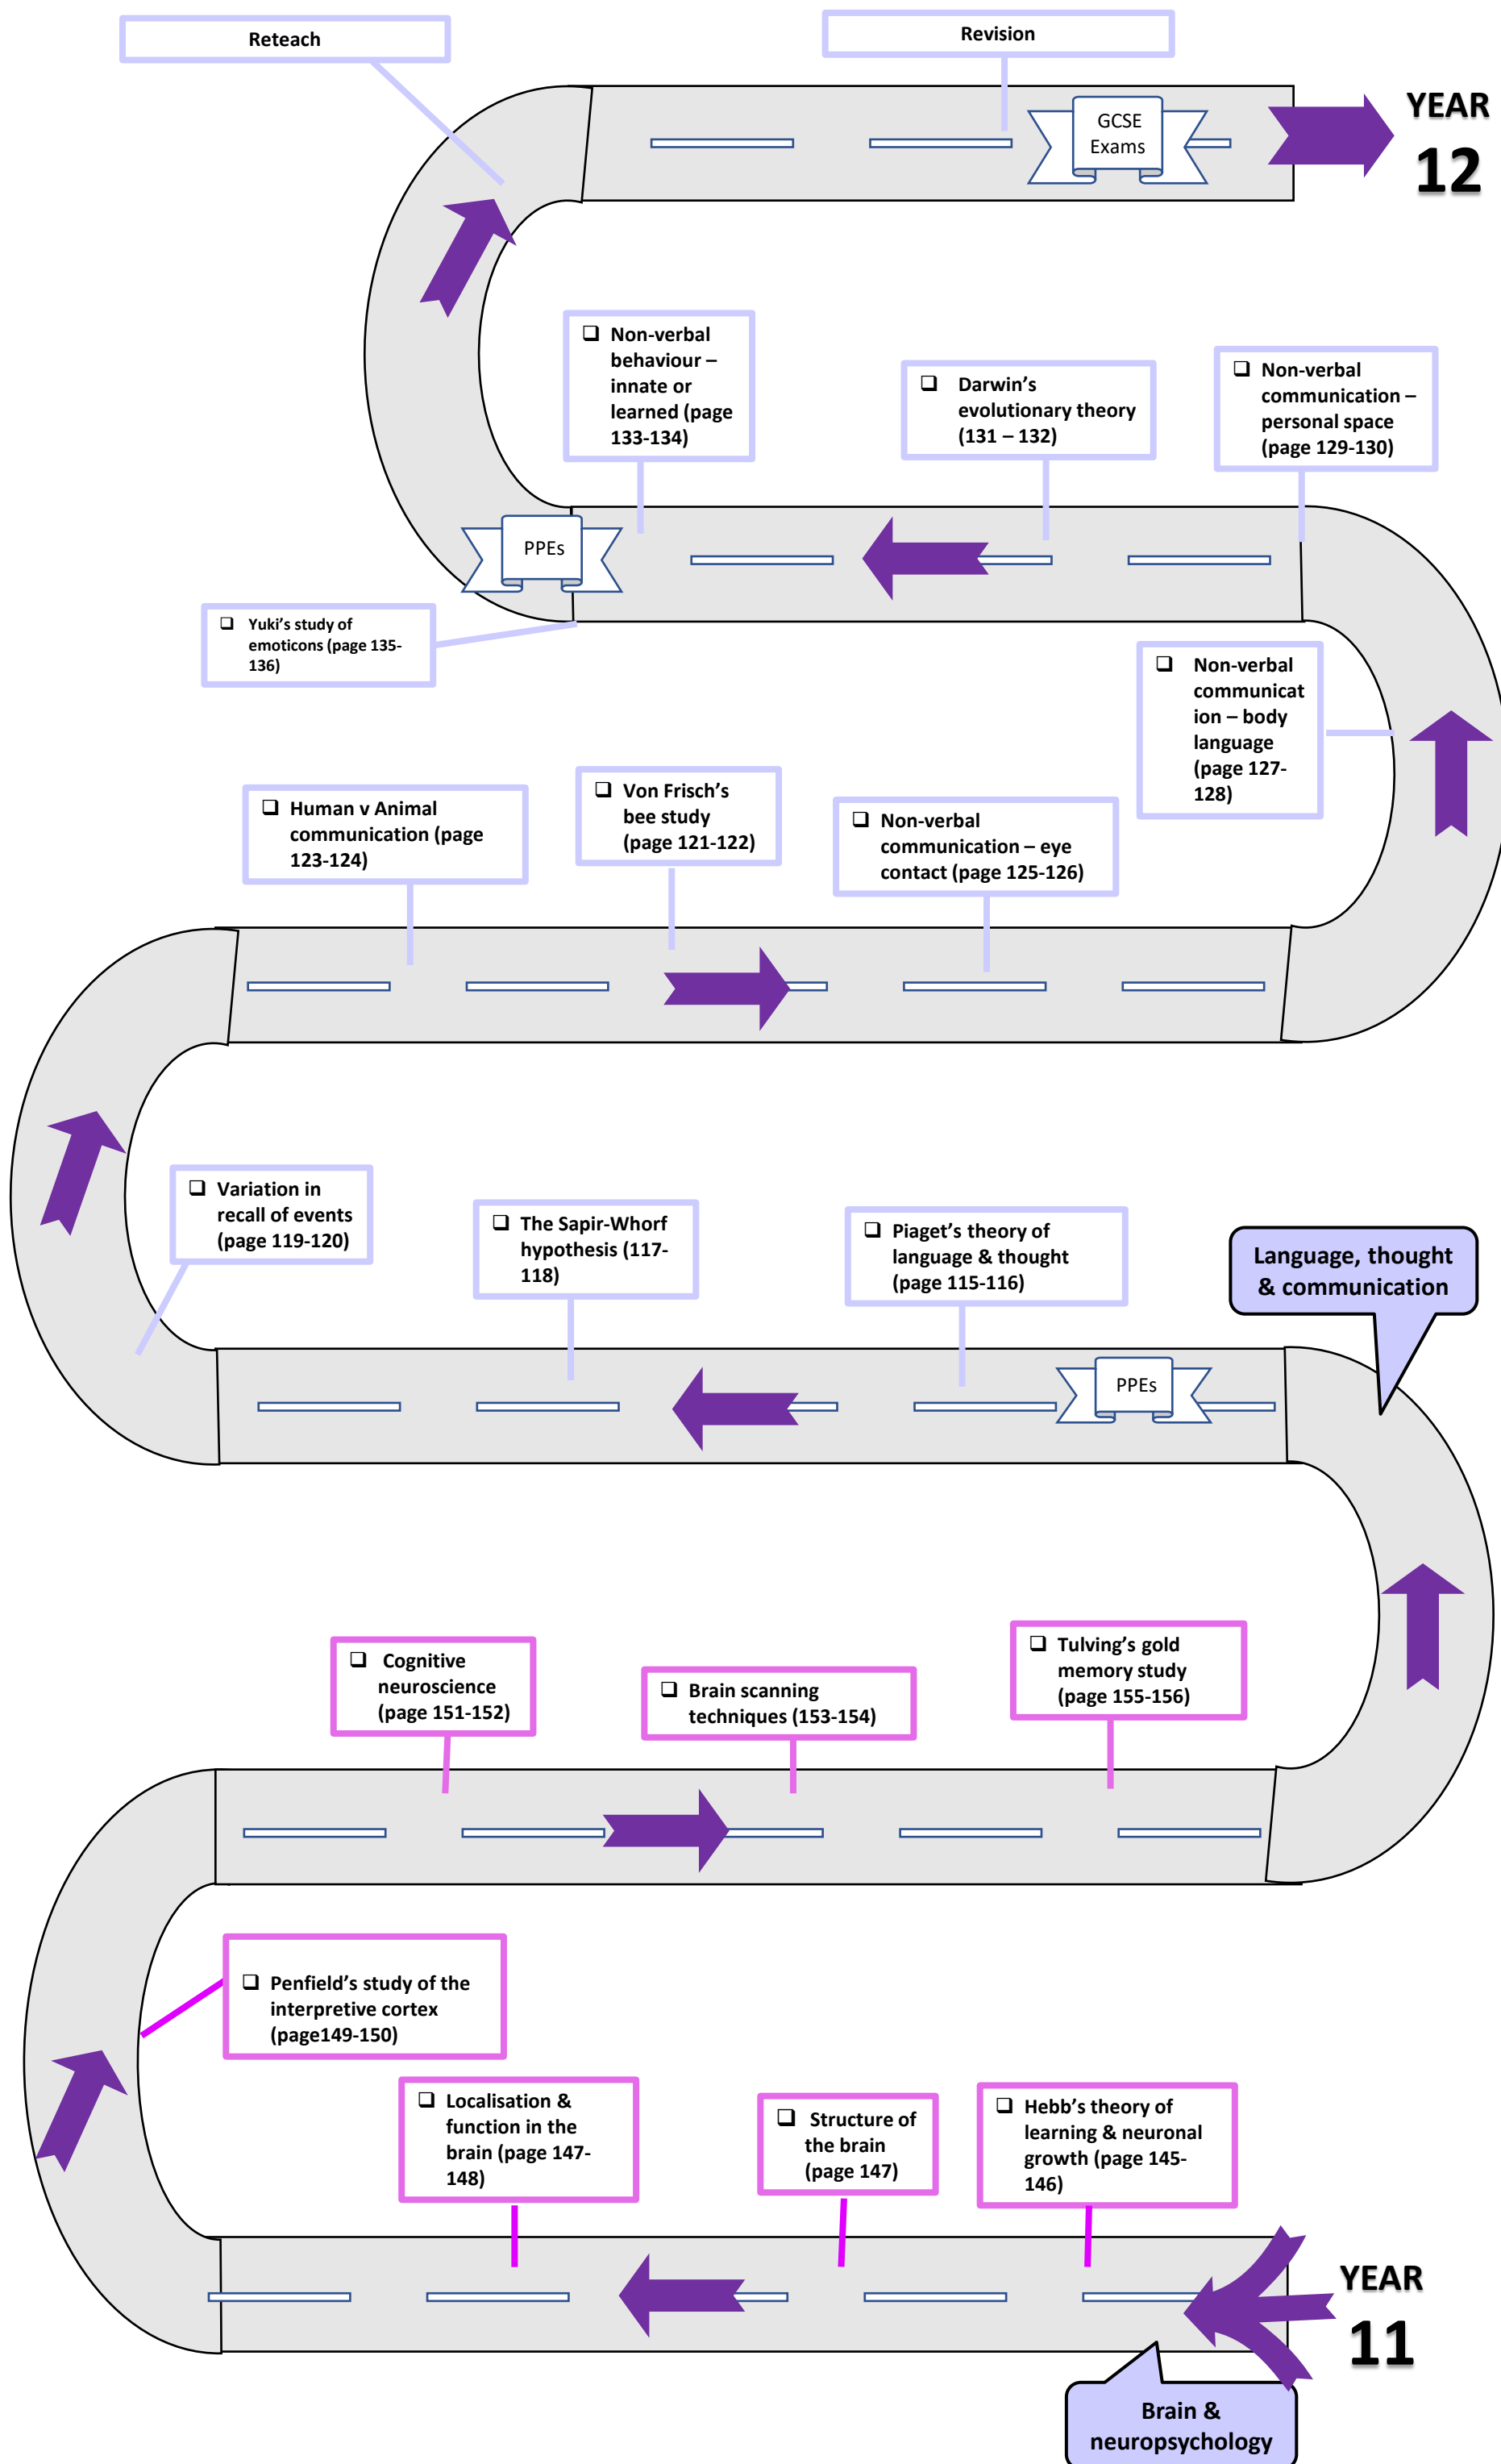 Reteach
Revision
GCSE
Exams
YEAR
12
❑ Non-verbal
behaviour –
innate or
learned (page
133-134)
❑ Darwin’s
evolutionary theory
(131 – 132)
❑ Non-verbal
communication –
personal space
(page 129-130)
PPEs
❑ Yuki’s study of
emoticons (page 135-
136)
❑ Non-verbal
communicat
ion – body
language
(page 127-
128)
❑ Human v Animal
communication (page
123-124)
❑ Von Frisch’s
bee study
(page 121-122)
❑ Non-verbal
communication – eye
contact (page 125-126)
❑ Variation in
recall of events
(page 119-120)
❑ The Sapir-Whorf
hypothesis (117-
118)
❑ Piaget’s theory of
language & thought
(page 115-116)
Language, thought
& communication
PPEs
❑ Cognitive
neuroscience
(page 151-152)
❑ Brain scanning
techniques (153-154)
❑ Tulving’s gold
memory study
(page 155-156)
❑ Penfield’s study of the
interpretive cortex
(page149-150)
❑ Localisation &
function in the
brain (page 147-
148)
❑ Structure of
the brain
(page 147)
❑ Hebb’s theory of
learning & neuronal
growth (page 145-
146)
YEAR
11
Brain &
neuropsychology